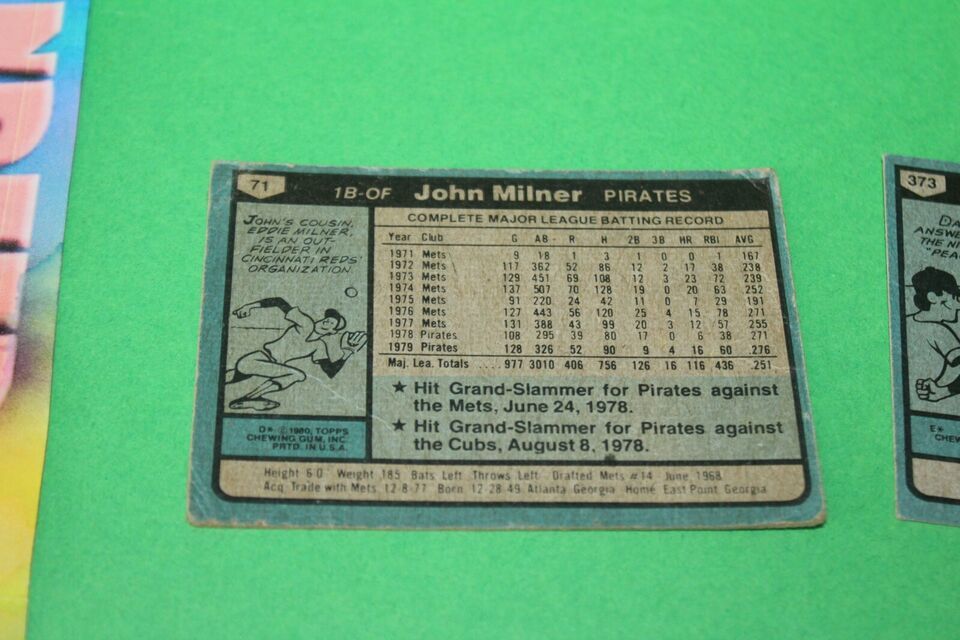 71 1B-OF John Milner PIRATES
JOHN'S COUSIN,
EDDIE MILNER,
IS AN OUT-
FIELDER IN
CINCINNATI REDS'
ORGANIZATION.
D* © 1980, TOPPS
CHEWING GUM, INC.
PRTD. IN U.S.A.
COMPLETE MAJOR LEAGUE BATTING RECORD
Year Club G AB R H 2B 3B HR RBI AVG
1971 Mets 9 18 1 3 1 0 0 1 .167
1972 Mets 117 362 52 86 12 2 17 38 .238
1973 Mets 129 451 69 108 12 3 23 72 .239
1974 Mets 137 507 70 128 19 0 20 63 .252
1975 Mets 91 220 24 42 11 0 7 29 .191
1976 Mets 127 443 56 120 25 4 15 78 .271
1977 Mets 131 388 43 99 20 3 12 57 .255
1978 Pirates 108 295 39 80 17 0 6 38 .271
1979 Pirates 128 326 52 90 9 4 16 60 .276
Maj. Lea. Totals ..... 977 3010 406 756 126 16 116 436 .251
★ Hit Grand-Slammer for Pirates against
the Mets, June 24, 1978.
★ Hit Grand-Slammer for Pirates against
the Cubs, August 8, 1978.
Height 6'0 Weight 185 Bats Left Throws Left Drafted Mets #14 June 1968
Acq Trade with Mets 12-8-77 Born 12-28-49 Atlanta Georgia Home East Point Georgia
373
ANSWE
THE NI
"PEA
E*
CHEW